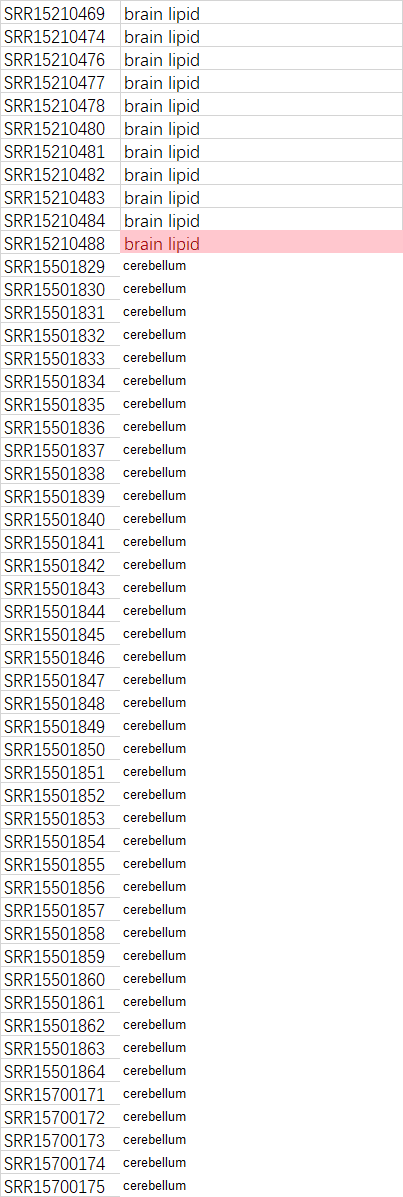 SRR15210469 brain lipid
SRR15210474 brain lipid
SRR15210476 brain lipid
SRR15210477 brain lipid
SRR15210478 brain lipid
SRR15210480 brain lipid
SRR15210481 brain lipid
SRR15210482 brain lipid
SRR15210483 brain lipid
SRR15210484 brain lipid
SRR15210488 brain lipid
SRR15501829 cerebellum
SRR15501830 cerebellum
SRR15501831 cerebellum
SRR15501832 cerebellum
SRR15501833 cerebellum
SRR15501834 cerebellum
SRR15501835 cerebellum
SRR15501836 cerebellum
SRR15501837 cerebellum
SRR15501838 cerebellum
SRR15501839 cerebellum
SRR15501840 cerebellum
SRR15501841 cerebellum
SRR15501842 cerebellum
SRR15501843 cerebellum
SRR15501844 cerebellum
SRR15501845 cerebellum
SRR15501846 cerebellum
SRR15501847 cerebellum
SRR15501848 cerebellum
SRR15501849 cerebellum
SRR15501850 cerebellum
SRR15501851 cerebellum
SRR15501852 cerebellum
SRR15501853 cerebellum
SRR15501854 cerebellum
SRR15501855 cerebellum
SRR15501856 cerebellum
SRR15501857 cerebellum
SRR15501858 cerebellum
SRR15501859 cerebellum
SRR15501860 cerebellum
SRR15501861 cerebellum
SRR15501862 cerebellum
SRR15501863 cerebellum
SRR15501864 cerebellum
SRR15700171 cerebellum
SRR15700172 cerebellum
SRR15700173 cerebellum
SRR15700174 cerebellum
SRR15700175 cerebellum